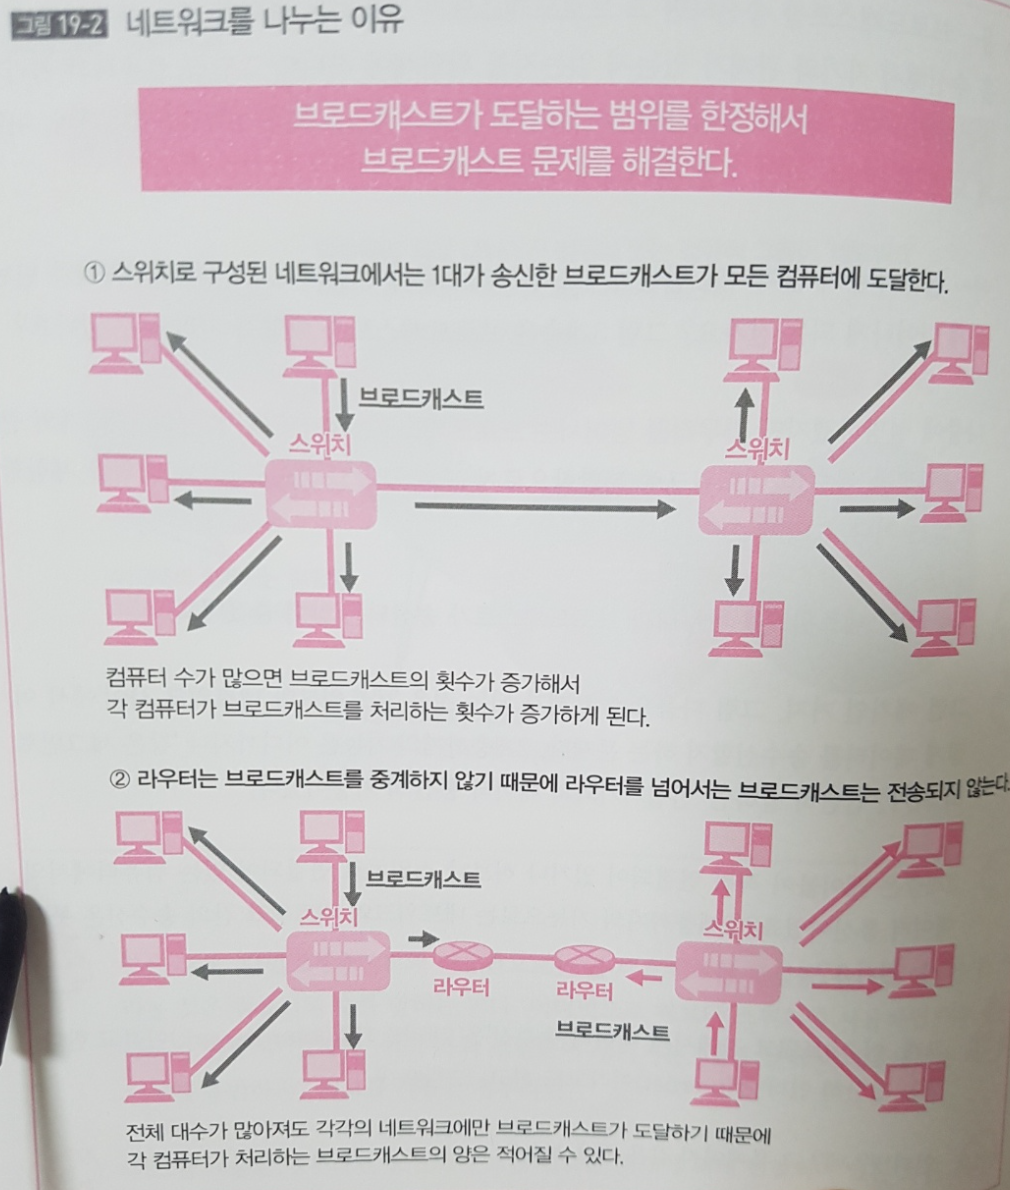 그림 19-2 네트워크를 나누는 이유
브로드캐스트가 도달하는 범위를 한정해서
브로드캐스트 문제를 해결한다.
① 스위치로 구성된 네트워크에서는 1대가 송신한 브로드캐스트가 모든 컴퓨터에 도달한다.
브로드캐스트
스위치
스위치
컴퓨터 수가 많으면 브로드캐스트의 횟수가 증가해서
각 컴퓨터가 브로드캐스트를 처리하는 횟수가 증가하게 된다.
② 라우터는 브로드캐스트를 중계하지 않기 때문에 라우터를 넘어서는 브로드캐스트는 전송되지 않는다.
브로드캐스트
스위치
스위치
라우터
라우터
브로드캐스트
전체 대수가 많아져도 각각의 네트워크에만 브로드캐스트가 도달하기 때문에
각 컴퓨터가 처리하는 브로드캐스트의 양은 적어질 수 있다.